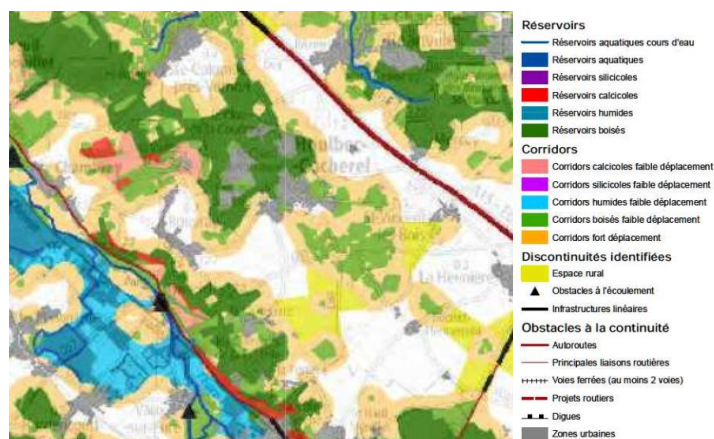 Houlbec-
Cocherel
La Heunière
Réservoirs
Réservoirs aquatiques cours d'eau
Réservoirs aquatiques
Réservoirs silicicoles
Réservoirs calcicoles
Réservoirs humides
Réservoirs boisés
Corridors
Corridors calcicoles faible déplacement
Corridors silicicoles faible déplacement
Corridors humides faible déplacement
Corridors boisés faible déplacement
Corridors fort déplacement
Discontinuités identifiées
Espace rural
Obstacles à l'écoulement
Infrastructures linéaires
Obstacles à la continuité
Autoroutes
Principales liaisons routières
Voies ferrées (au moins 2 voies)
Projets routiers
Digues
Zones urbaines